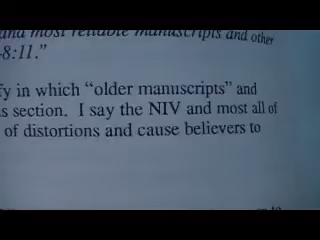 and most reliable manuscripts and other
8:11.”
in which “older manuscripts” and
section. I say the NIV and most all of
of distortions and cause believers to